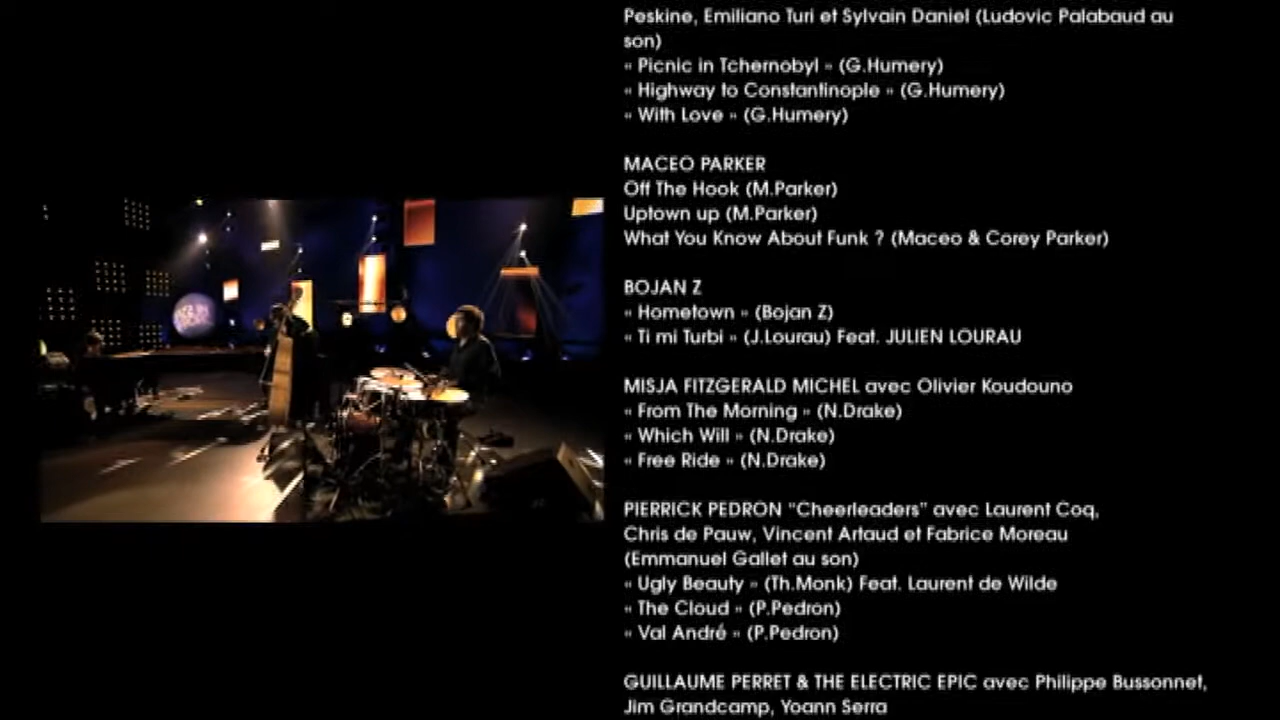 Peskine, Emiliano Turi et Sylvain Daniel (Ludovic Palabaud au
son)
« Picnic in Tchernobyl » (G.Humery)
« Highway to Constantinople » (G.Humery)
« With Love » (G.Humery)
MACEO PARKER
Off The Hook (M.Parker)
Uptown up (M.Parker)
What You Know About Funk ? (Maceo & Corey Parker)
BOJAN Z
« Hometown » (Bojan Z)
« Ti mi Turbi » (J.Lourau) Feat. JULIEN LOURAU
MISJA FITZGERALD MICHEL avec Olivier Koudouno
« From The Morning » (N.Drake)
« Which Will » (N.Drake)
« Free Ride » (N.Drake)
PIERRICK PEDRON "Cheerleaders" avec Laurent Coq,
Chris de Pauw, Vincent Artaud et Fabrice Moreau
(Emmanuel Gallet au son)
« Ugly Beauty » (Th.Monk) Feat. Laurent de Wilde
« The Cloud » (P.Pedron)
« Val André » (P.Pedron)
GUILLAUME PERRET & THE ELECTRIC EPIC avec Philippe Bussonnet,
Jim Grandcamp, Yoann Serra